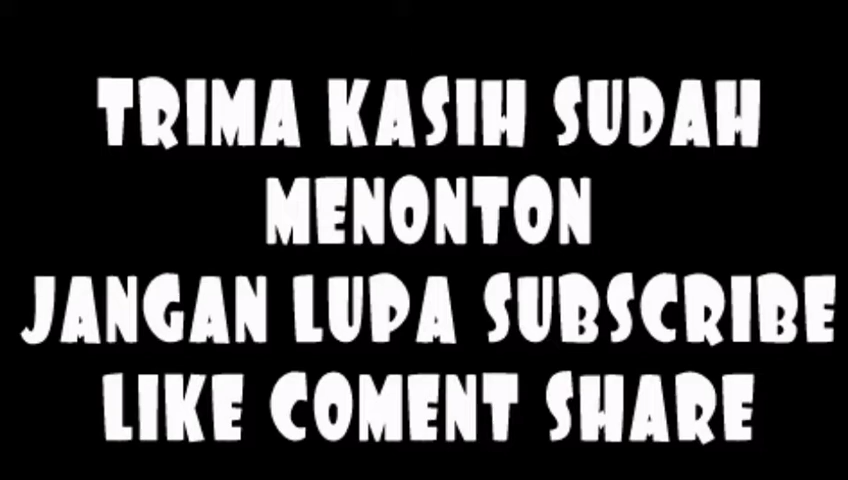 TRIMA KASIH SUDAH
MENONTON
JANGAN LUPA SUBSCRIBE
LIKE COMENT SHARE